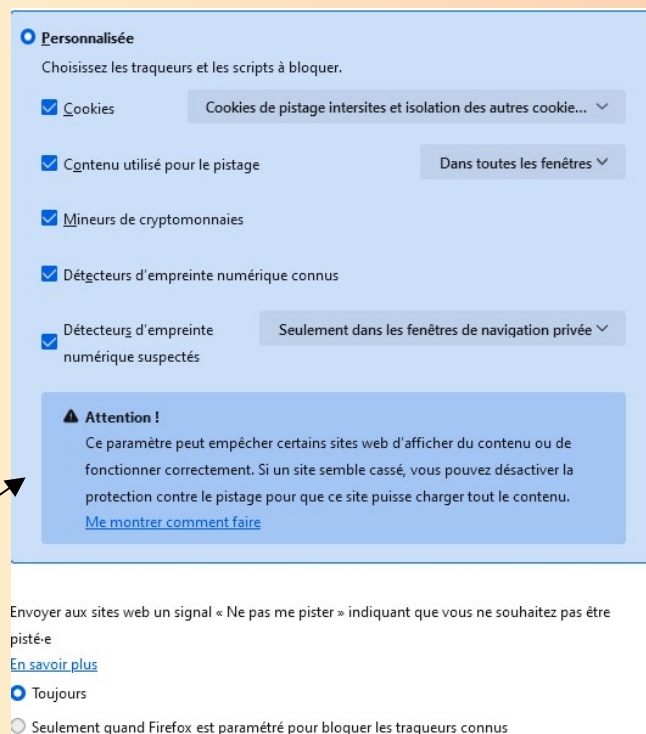 Personnalisée
Choisissez les traqueurs et les scripts à bloquer.
Cookies Cookies de pistage intersites et isolation des autres cookie...
Contenu utilisé pour le pistage Dans toutes les fenêtres
Mineurs de cryptomonnaies
Détecteurs d'empreinte numérique connus
Détecteurs d'empreinte numérique suspectés Seulement dans les fenêtres de navigation privée
Attention !
Ce paramètre peut empêcher certains sites web d'afficher du contenu ou de
fonctionner correctement. Si un site semble cassé, vous pouvez désactiver la
protection contre le pistage pour que ce site puisse charger tout le contenu.
Me montrer comment faire
Envoyer aux sites web un signal « Ne pas me pister » indiquant que vous ne souhaitez pas être
pisté·e
En savoir plus
Toujours
Seulement quand Firefox est paramétré pour bloquer les traqueurs connus